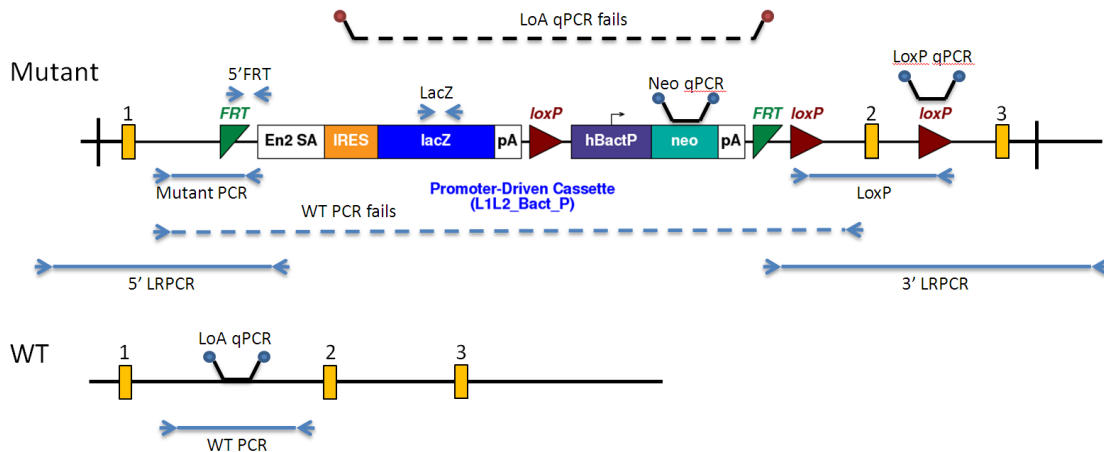 LoA qPCR fails
Mutant
5'FRT
LacZ
Neo qPCR
LoxP qPCR
1
FRT
loxP
FRT
loxP
2
loxP
3
En2 SA
IRES
lacZ
pA
hBactP
neo
pA
Mutant PCR
Promoter-Driven Cassette
(L1L2_Bact_P)
LoxP
WT PCR fails
5' LRPCR
3' LRPCR
WT
LoA qPCR
1
2
3
WT PCR